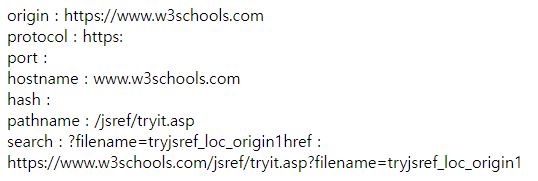 origin : https://www.w3schools.com
protocol : https:
port :
hostname : www.w3schools.com
hash :
pathname : /jsref/tryit.asp
search : ?filename=tryjsref_loc_origin1href :
https://www.w3schools.com/jsref/tryit.asp?filename=tryjsref_loc_origin1